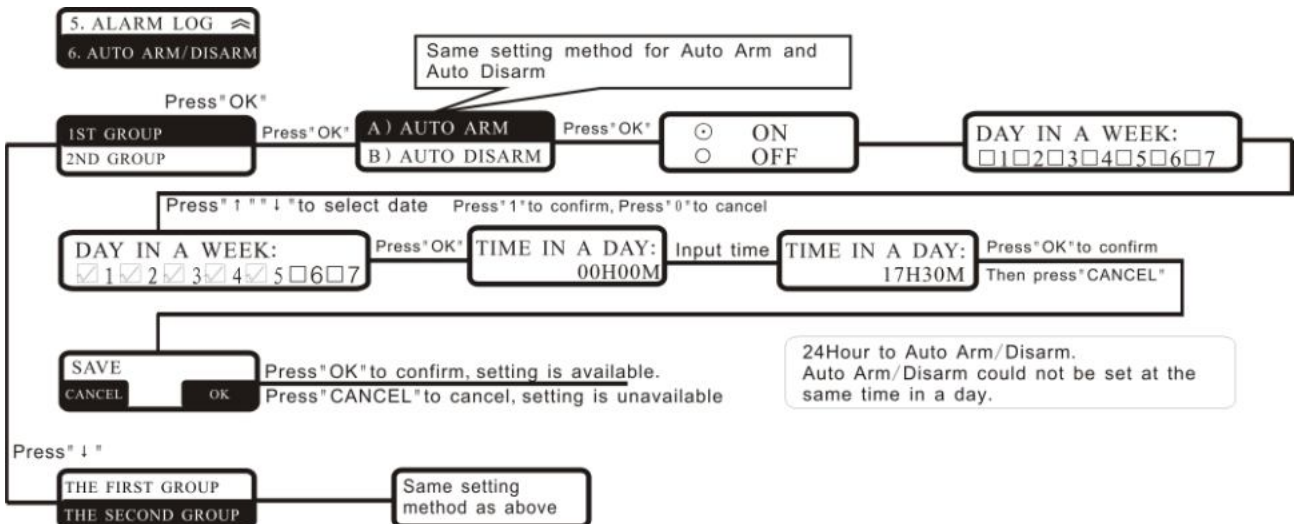 5. ALARM LOG
6. AUTO ARM/DISARM
Same setting method for Auto Arm and
Auto Disarm
Press"OK"
1ST GROUP
2ND GROUP
Press"OK"
A) AUTO ARM
B) AUTO DISARM
Press"OK"
⊙ ON
○ OFF
DAY IN A WEEK:
☐1☐2☐3☐4☐5☐6☐7
Press"↑""↓"to select date Press"1"to confirm, Press"0"to cancel
DAY IN A WEEK:
☑1☑2☑3☑4☑5☐6☐7
Press"OK"
TIME IN A DAY:
00H00M
Input time
TIME IN A DAY:
17H30M
Press"OK"to confirm
Then press"CANCEL"
SAVE
CANCEL OK
Press"OK"to confirm, setting is available.
Press"CANCEL"to cancel, setting is unavailable
24Hour to Auto Arm/Disarm.
Auto Arm/Disarm could not be set at the
same time in a day.
Press"↓"
THE FIRST GROUP
THE SECOND GROUP
Same setting
method as above